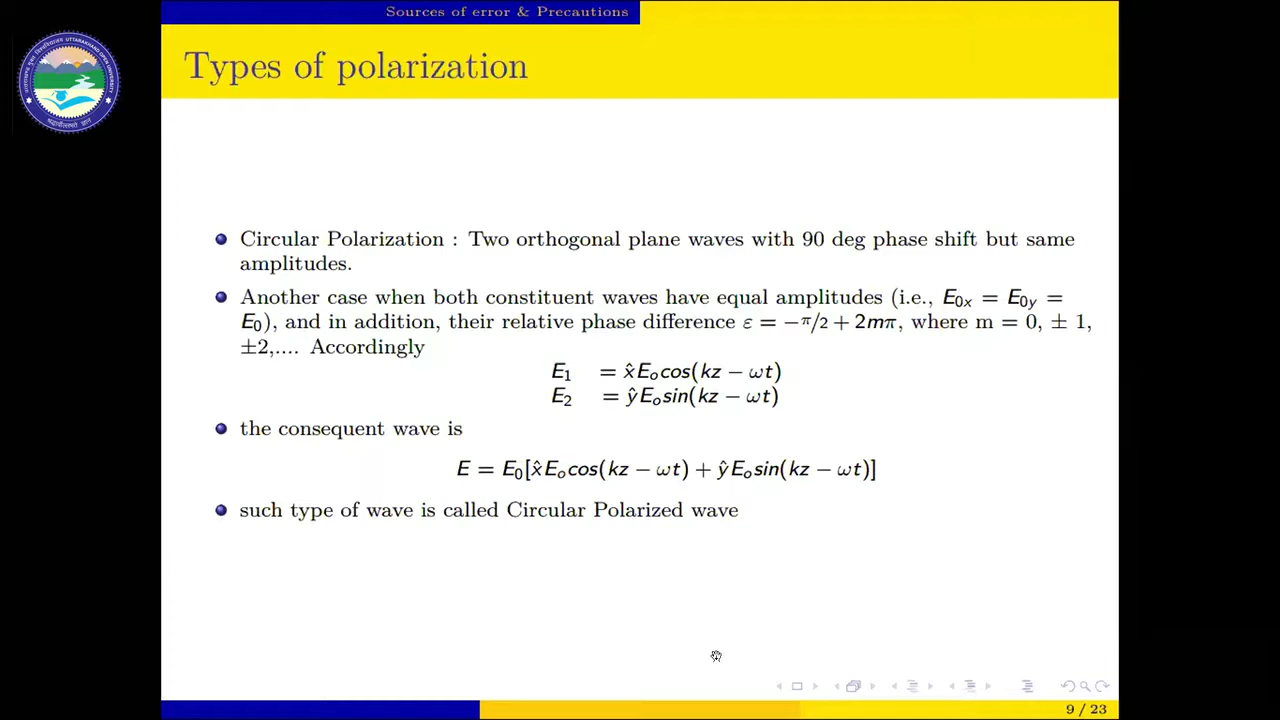 Sources of error & Precautions
Types of polarization
Circular Polarization : Two orthogonal plane waves with 90 deg phase shift but same
amplitudes.
Another case when both constituent waves have equal amplitudes (i.e., E₀ₓ = E₀ᵧ =
E₀), and in addition, their relative phase difference ε = −π/2 + 2mπ, where m = 0, ± 1,
±2,.... Accordingly
E₁ = x̂Eₒcos(kz − ωt)
E₂ = ŷEₒsin(kz − ωt)
the consequent wave is
E = E₀[x̂Eₒcos(kz − ωt) + ŷEₒsin(kz − ωt)]
such type of wave is called Circular Polarized wave
9 / 23